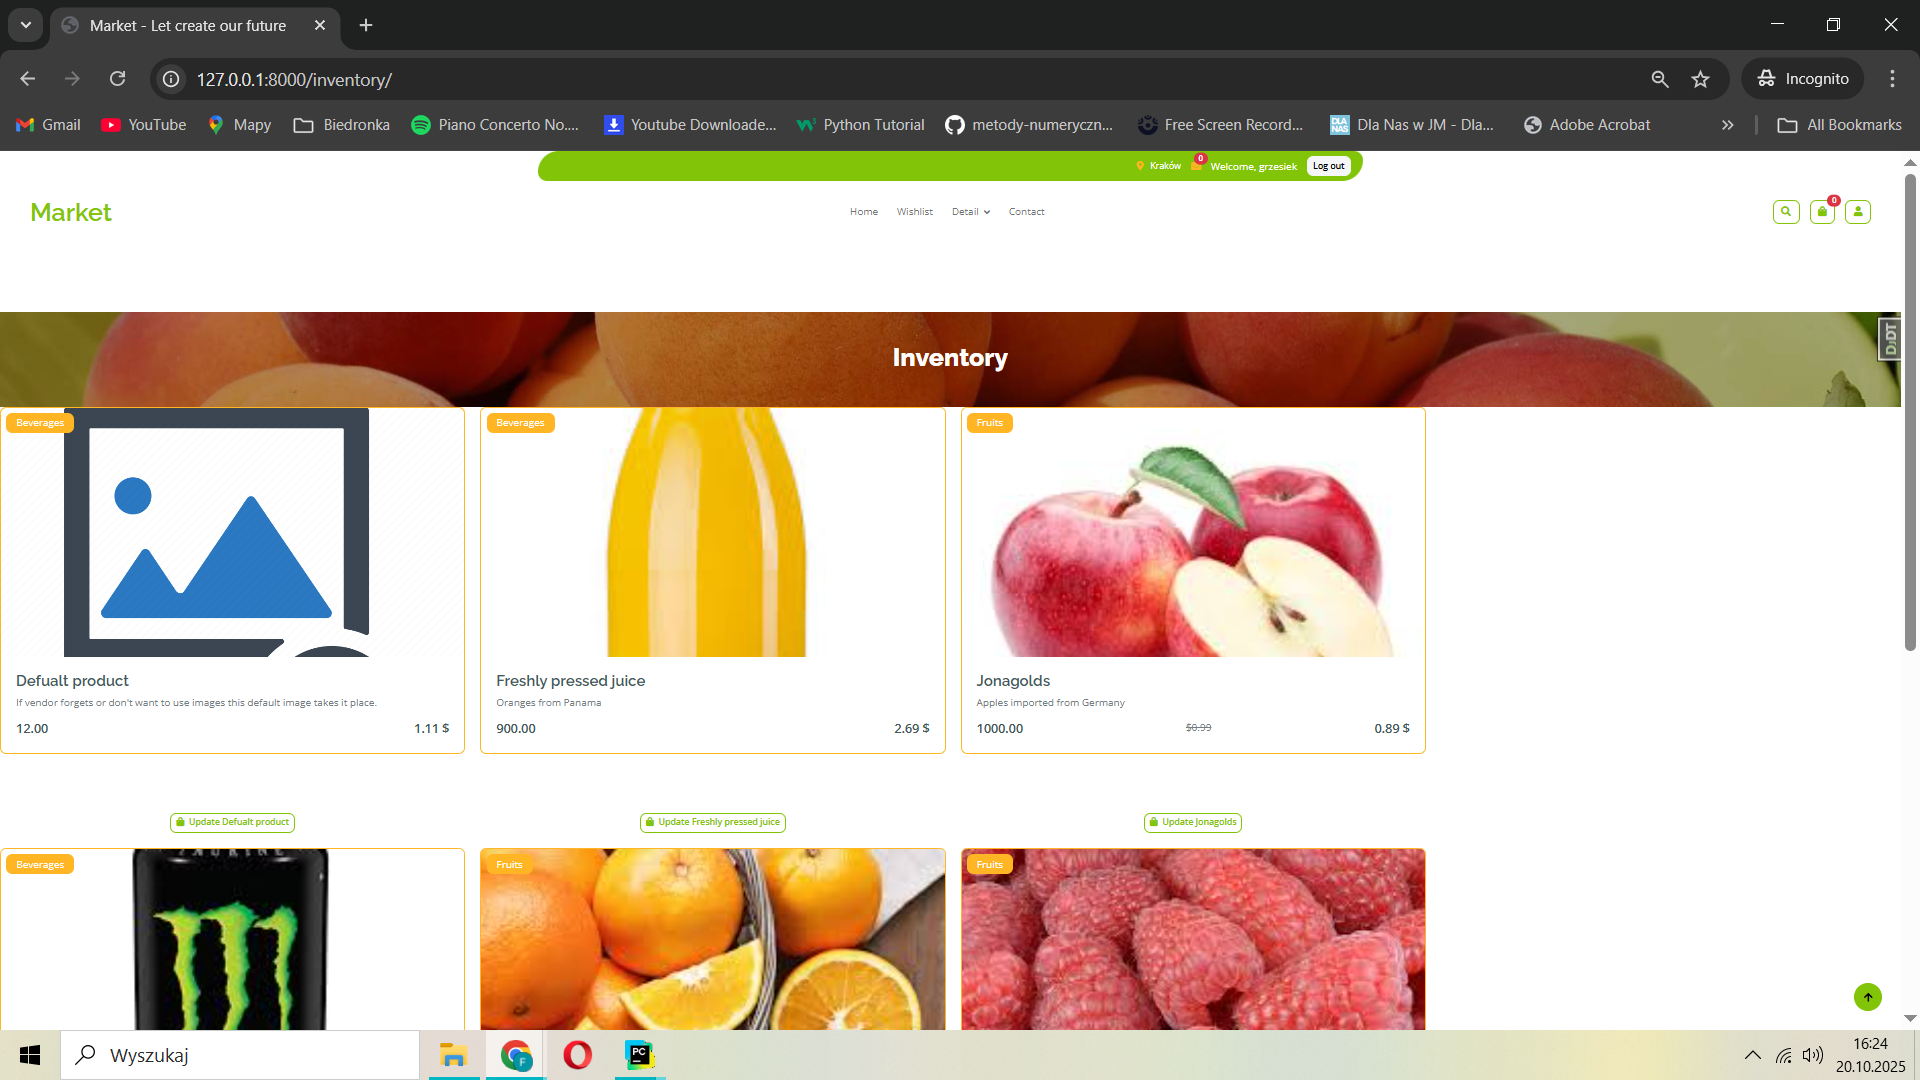 Market - Let create our future
127.0.0.1:8000/inventory/
Incognito
Gmail
YouTube
Mapy
Biedronka
Piano Concerto No....
Youtube Downloade...
Python Tutorial
metody-numeryczn...
Free Screen Record...
DLA NAS
Dla Nas w JM - Dla...
Adobe Acrobat
All Bookmarks
Kraków
0
Welcome, grzesiek
Log out
Market
Home
Wishlist
Detail
Contact
0
Inventory
DJDT
Beverages
Beverages
Fruits
Defualt product
If vendor forgets or don't want to use images this default image takes it place.
12.00
1.11 $
Freshly pressed juice
Oranges from Panama
900.00
2.69 $
Jonagolds
Apples imported from Germany
1000.00
$0.99
0.89 $
Update Defualt product
Update Freshly pressed juice
Update Jonagolds
Beverages
Fruits
Fruits
Wyszukaj
F
PC
16:24
20.10.2025